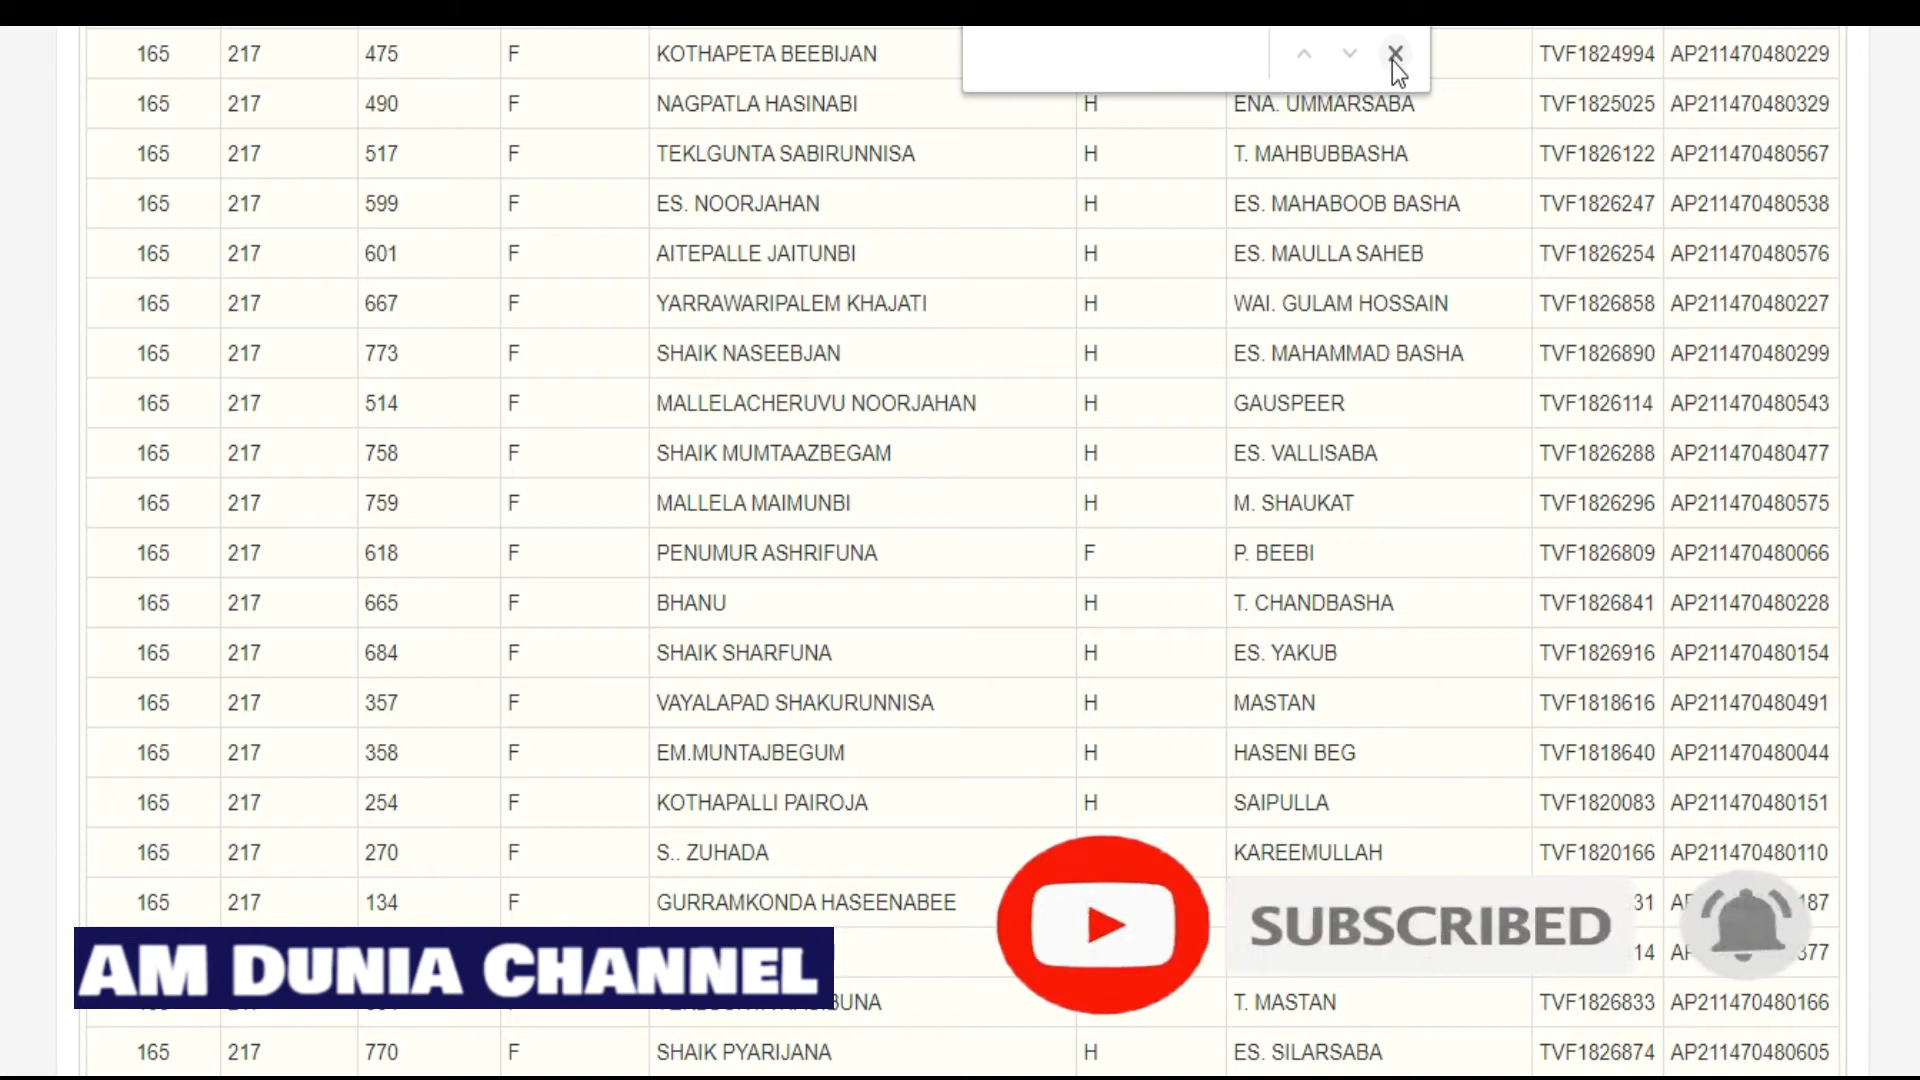 165 217 475 F KOTHAPETA BEEBIJAN TVF1824994 AP211470480229
165 217 490 F NAGPATLA HASINABI H ENA. UMMARSABA TVF1825025 AP211470480329
165 217 517 F TEKLGUNTA SABIRUNNISA H T. MAHBUBBASHA TVF1826122 AP211470480567
165 217 599 F ES. NOORJAHAN H ES. MAHABOOB BASHA TVF1826247 AP211470480538
165 217 601 F AITEPALLE JAITUNBI H ES. MAULLA SAHEB TVF1826254 AP211470480576
165 217 667 F YARRAWARIPALEM KHAJATI H WAI. GULAM HOSSAIN TVF1826858 AP211470480227
165 217 773 F SHAIK NASEEBJAN H ES. MAHAMMAD BASHA TVF1826890 AP211470480299
165 217 514 F MALLELACHERUVU NOORJAHAN H GAUSPEER TVF1826114 AP211470480543
165 217 758 F SHAIK MUMTAAZBEGAM H ES. VALLISABA TVF1826288 AP211470480477
165 217 759 F MALLELA MAIMUNBI H M. SHAUKAT TVF1826296 AP211470480575
165 217 618 F PENUMUR ASHRIFUNA F P. BEEBI TVF1826809 AP211470480066
165 217 665 F BHANU H T. CHANDBASHA TVF1826841 AP211470480228
165 217 684 F SHAIK SHARFUNA H ES. YAKUB TVF1826916 AP211470480154
165 217 357 F VAYALAPAD SHAKURUNNISA H MASTAN TVF1818616 AP211470480491
165 217 358 F EM.MUNTAJBEGUM H HASENI BEG TVF1818640 AP211470480044
165 217 254 F KOTHAPALLI PAIROJA H SAIPULLA TVF1820083 AP211470480151
165 217 270 F S.. ZUHADA KAREEMULLAH TVF1820166 AP211470480110
165 217 134 F GURRAMKONDA HASEENABEE
SUBSCRIBED
AM DUNIA CHANNEL
T. MASTAN TVF1826833 AP211470480166
165 217 770 F SHAIK PYARIJANA H ES. SILARSABA TVF1826874 AP211470480605